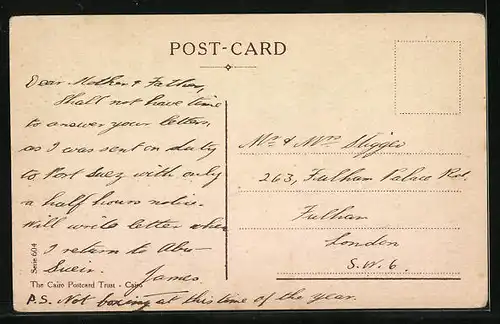 POST-CARD
Dear Mother & Father,
Shall not have time
to answer your letters
as I was sent on duty
to Port Suez with only
a half hours notice.
Will write letter when
I return to Abu-
Sueir. James
P.S. Not boxing at this time of the year.
Mr. & Mrs.
263, Fulham Palace Rd.
Fulham
London
S.W.6.
Serie 604
The Cairo Postcard Trust - Cairo